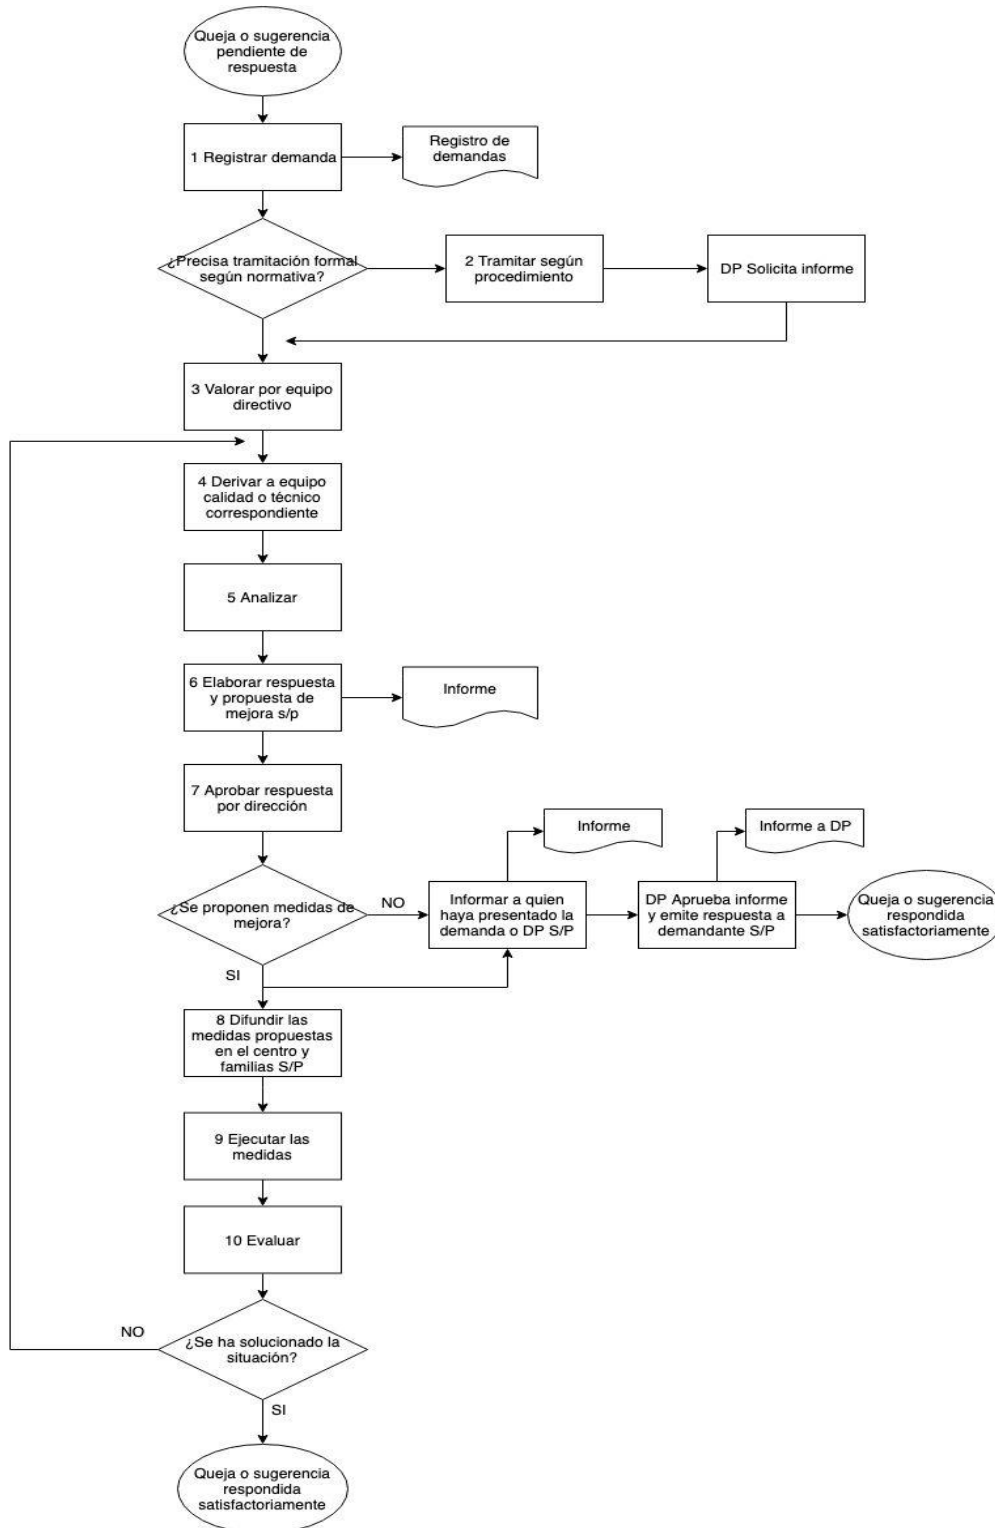 Queja o sugerencia
pendiente de
respuesta
1 Registrar demanda
Registro de
demandas
¿Precisa tramitación formal
según normativa?
2 Tramitar según
procedimiento
DP Solicita informe
3 Valorar por equipo
directivo
4 Derivar a equipo
calidad o técnico
correspondiente
5 Analizar
6 Elaborar respuesta
y propuesta de
mejora s/p
Informe
7 Aprobar respuesta
por dirección
Informe
Informe a DP
¿Se proponen medidas de
mejora?
NO
Informar a quien
haya presentado la
demanda o DP S/P
DP Aprueba informe
y emite respuesta a
demandante S/P
Queja o sugerencia
respondida
satisfactoriamente
SI
8 Difundir las
medidas propuestas
en el centro y
familias S/P
9 Ejecutar las
medidas
10 Evaluar
NO
¿Se ha solucionado la
situación?
SI
Queja o sugerencia
respondida
satisfactoriamente